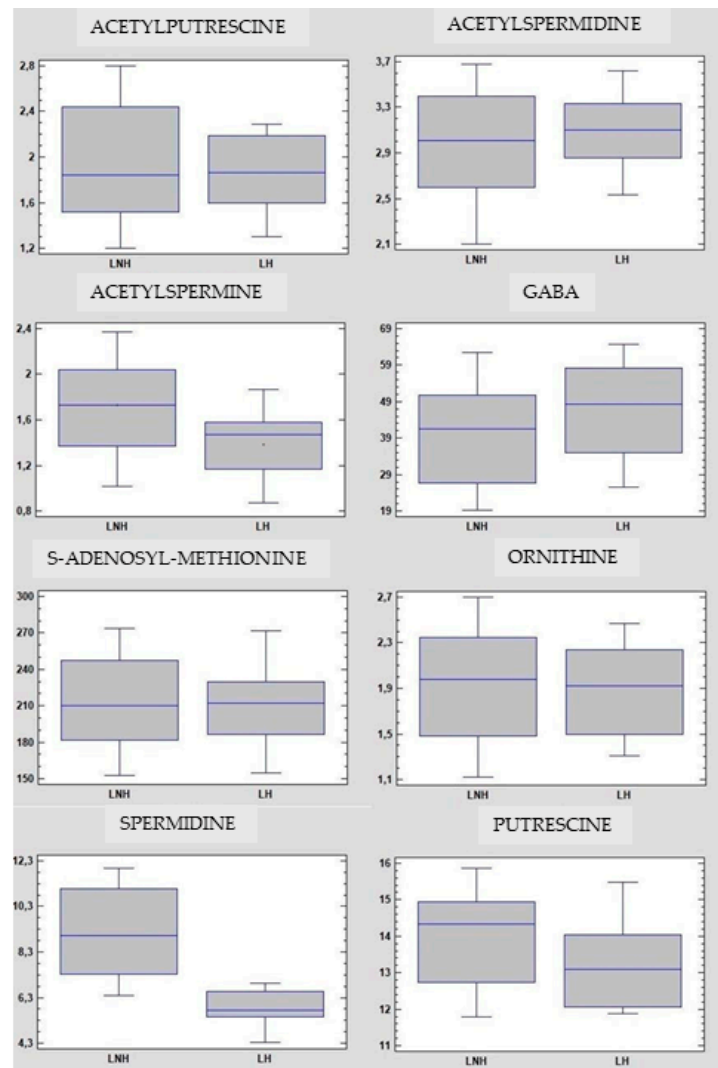 ACETYLPUTRESCINE
2,8
2,4
2
1,6
1,2
LNH LH
ACETYLSPERMIDINE
3,7
3,3
2,9
2,5
2,1
LNH LH
ACETYLSPERMINE
2,4
2
1,6
1,2
0,8
LNH LH
GABA
69
59
49
39
29
19
LNH LH
S-ADENOSYL-METHIONINE
300
270
240
210
180
150
LNH LH
ORNITHINE
2,7
2,3
1,9
1,5
1,1
LNH LH
SPERMIDINE
12,3
10,3
8,3
6,3
4,3
LNH LH
PUTRESCINE
16
15
14
13
12
11
LNH LH